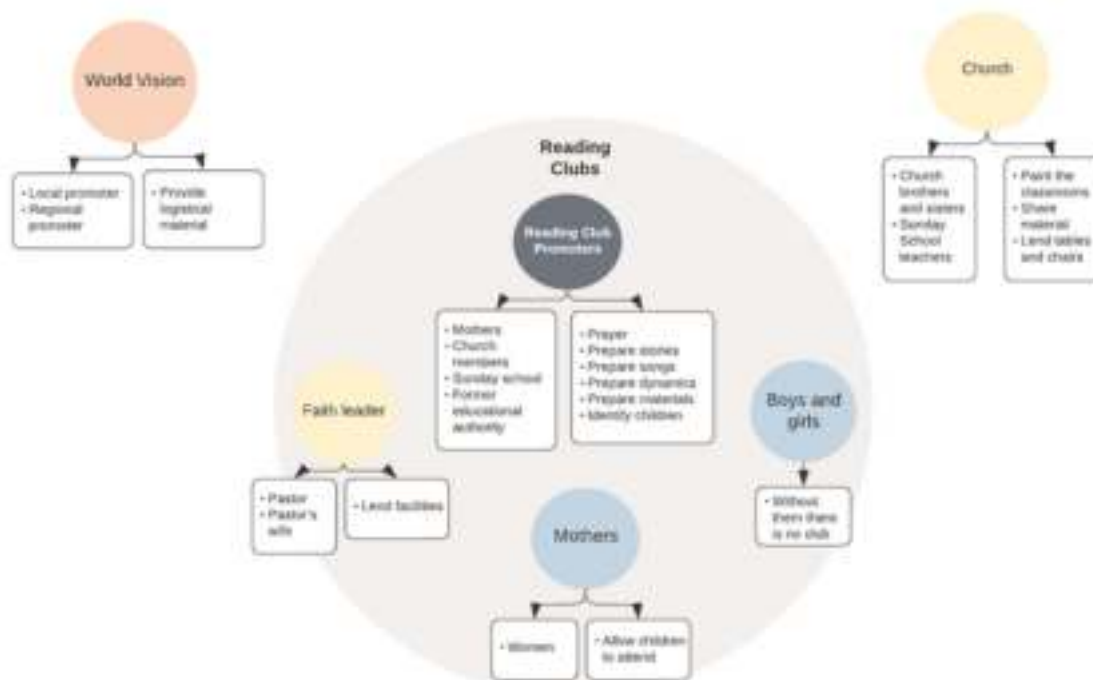 World Vision
• Local promoter
• Regional
promoter
• Provide
logistical
material
Church
• Church
brothers
and sisters
• Sunday
School
teachers
• Paint the
classrooms
• Share
material
• Lend tables
and chairs
Reading
Clubs
Reading Club
Promoters
• Mothers
• Church
members
• Sunday school
• Former
educational
authority
• Prayer
• Prepare stories
• Prepare songs
• Prepare dynamics
• Prepare materials
• Identify children
Faith leader
• Pastor
• Pastor's
wife
• Lend facilities
Boys and
girls
• Without
them there
is no club
Mothers
• Women
• Allow children
to attend